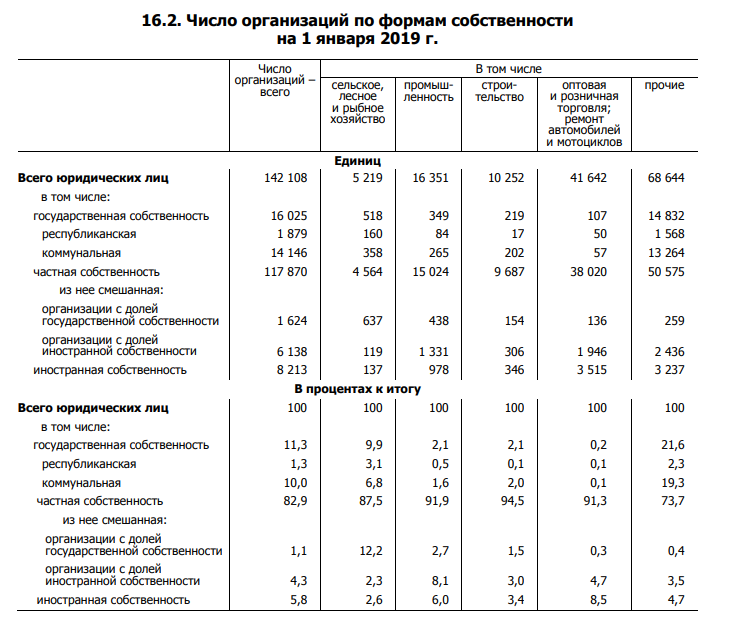 16.2. Число организаций по формам собственности
на 1 января 2019 г.
Число организаций – всего
В том числе
сельское, лесное и рыбное хозяйство
промыш-ленность
строи-тельство
оптовая и розничная торговля; ремонт автомобилей и мотоциклов
прочие
Единиц
Всего юридических лиц 142 108 5 219 16 351 10 252 41 642 68 644
в том числе:
государственная собственность 16 025 518 349 219 107 14 832
республиканская 1 879 160 84 17 50 1 568
коммунальная 14 146 358 265 202 57 13 264
частная собственность 117 870 4 564 15 024 9 687 38 020 50 575
из нее смешанная:
организации с долей
государственной собственности 1 624 637 438 154 136 259
организации с долей
иностранной собственности 6 138 119 1 331 306 1 946 2 436
иностранная собственность 8 213 137 978 346 3 515 3 237
В процентах к итогу
Всего юридических лиц 100 100 100 100 100 100
в том числе:
государственная собственность 11,3 9,9 2,1 2,1 0,2 21,6
республиканская 1,3 3,1 0,5 0,1 0,1 2,3
коммунальная 10,0 6,8 1,6 2,0 0,1 19,3
частная собственность 82,9 87,5 91,9 94,5 91,3 73,7
из нее смешанная:
организации с долей
государственной собственности 1,1 12,2 2,7 1,5 0,3 0,4
организации с долей
иностранной собственности 4,3 2,3 8,1 3,0 4,7 3,5
иностранная собственность 5,8 2,6 6,0 3,4 8,5 4,7